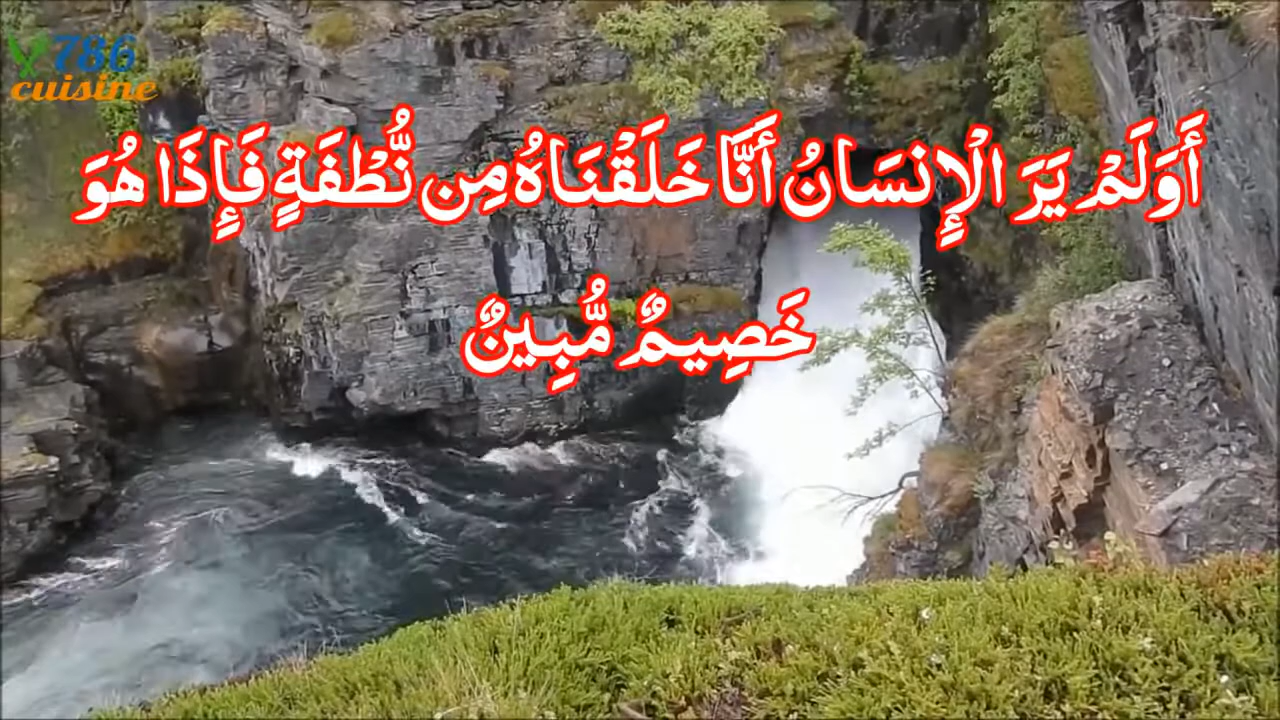 786
cuisine
أَوَلَمْ يَرَ الْإِنسَانُ أَنَّا خَلَقْنَاهُ مِن نُّطْفَةٍ فَإِذَا هُوَ
خَصِيمٌ مُّبِينٌ